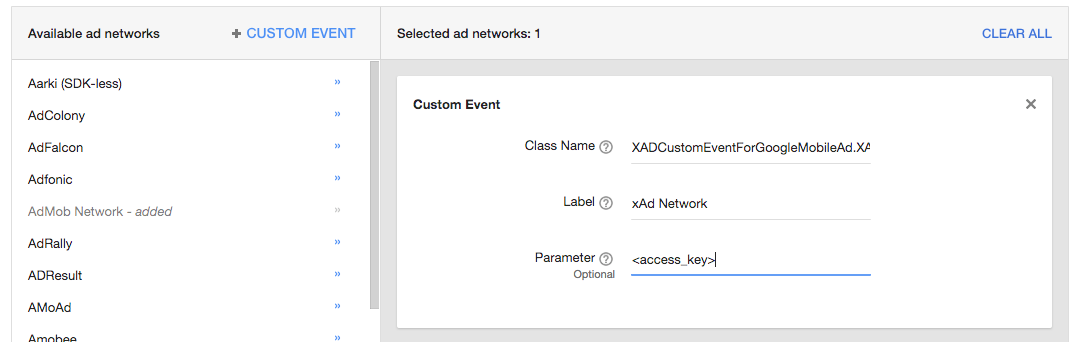 Available ad networks
+ CUSTOM EVENT
Selected ad networks: 1
CLEAR ALL
Aarki (SDK-less) »
AdColony »
AdFalcon »
Adfonic »
AdMob Network - added »
AdRally »
ADResult »
AMoAd »
Amobee
Custom Event ×
Class Name ? XADCustomEventForGoogleMobileAd.XA
Label ? xAd Network
Parameter ? <access_key>
Optional